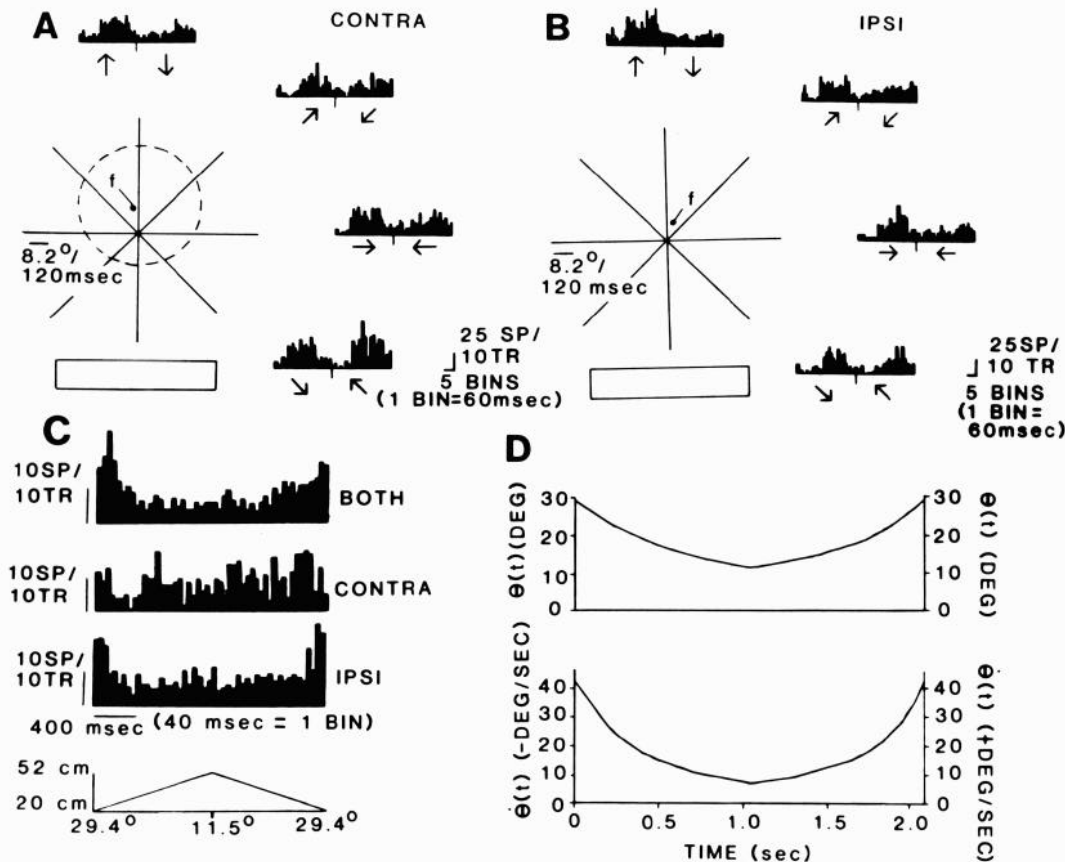 A
CONTRA
f
8.2°/
120msec
25 SP/
10TR
5 BINS
(1 BIN=60msec)
B
IPSI
f
8.2°/
120 msec
25SP/
10 TR
5 BINS
(1 BIN=
60msec)
C
10SP/
10TR
BOTH
10SP/
10TR
CONTRA
10SP/
10TR
IPSI
400 msec (40 msec = 1 BIN)
52 cm
20 cm
29.4° 11.5° 29.4°
D
30
20
10
0
Θ(t)(DEG)
30
20
10
0
Θ(t) (DEG)
40
30
20
10
0
Θ̇(t) (-DEG/SEC)
40
30
20
10
0
Θ̇(t) (+DEG/SEC)
0 0.5 1.0 1.5 2.0
TIME (sec)